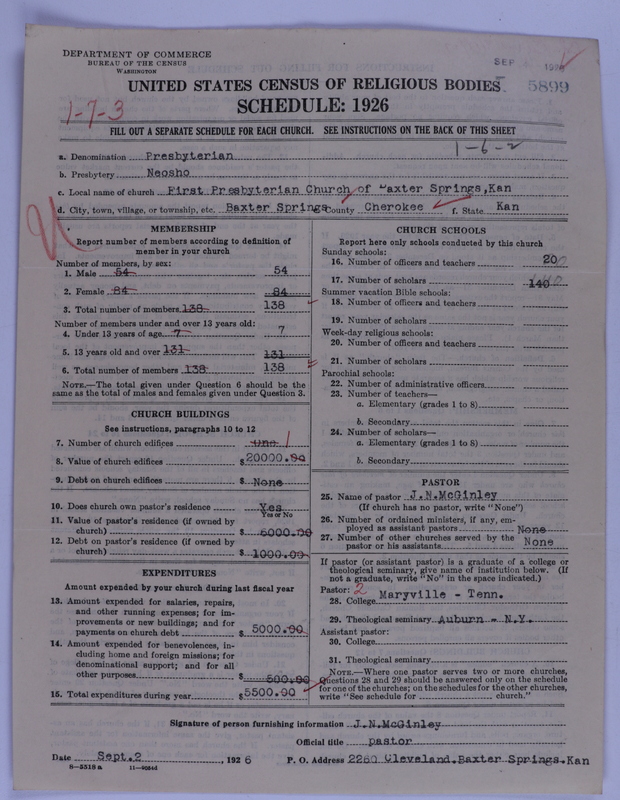 DEPARTMENT OF COMMERCE
BUREAU OF THE CENSUS
WASHINGTON
SEP 1926
5899
UNITED STATES CENSUS OF RELIGIOUS BODIES
SCHEDULE: 1926
1-7-3
FILL OUT A SEPARATE SCHEDULE FOR EACH CHURCH. SEE INSTRUCTIONS ON THE BACK OF THIS SHEET
1-6-2
a. Denomination Presbyterian
b. Presbytery Neosho
c. Local name of church First Presbyterian Church of Baxter Springs,Kan
d. City, town, village, or township, etc. Baxter Springs County Cherokee f. State Kan
MEMBERSHIP
Report number of members according to definition of
member in your church
Number of members, by sex:
1. Male 54 54
2. Female 84 84
3. Total number of members 138 138
Number of members under and over 13 years old:
4. Under 13 years of age 7 7
5. 13 years old and over 131 131
6. Total number of members 138 138
NOTE.—The total given under Question 6 should be
same as the total of males and females given under Question 3.
CHURCH BUILDINGS
See instructions, paragraphs 10 to 12
7. Number of church edifices one 1
8. Value of church edifices $20000.00
9. Debt on church edifices $ None
10. Does church own pastor's residence Yes
Yes or No
11. Value of pastor's residence (if owned by
church) $ 6000.00
12. Debt on pastor's residence (if owned by
church) $ 1000.00
EXPENDITURES
Amount expended by your church during last fiscal year
13. Amount expended for salaries, repairs,
and other running expenses; for im-
provements or new buildings; and for
payments on church debt $ 5000.00
14. Amount expended for benevolences, in-
cluding home and foreign missions; for
denominational support; and for all
other purposes $ 500.00
15. Total expenditures during year $5500.00
CHURCH SCHOOLS
Report here only schools conducted by this church
Sunday schools:
16. Number of officers and teachers 20
17. Number of scholars 140
Summer vacation Bible schools:
18. Number of officers and teachers
19. Number of scholars
Week-day religious schools:
20. Number of officers and teachers
21. Number of scholars
Parochial schools:
22. Number of administrative officers
23. Number of teachers—
a. Elementary (grades 1 to 8)
b. Secondary
24. Number of scholars—
a. Elementary (grades 1 to 8)
b. Secondary
PASTOR
25. Name of pastor J.N.McGinley
(If church has no pastor, write "None")
26. Number of ordained ministers, if any, em-
ployed as assistant pastors None
27. Number of other churches served by the
pastor or his assistants None
If pastor (or assistant pastor) is a graduate of a college or
theological seminary, give name of institution below. (If
not a graduate, write "No" in the space indicated.)
Pastor: 2
28. College Maryville - Tenn.
29. Theological seminary Auburn - N.Y.
Assistant pastor:
30. College
31. Theological seminary
NOTE.—Where one pastor serves two or more churches,
Questions 28 and 29 should be answered only on the schedule
for one of the churches; on the schedules for the other churches,
write "See schedule for church."
Signature of person furnishing information J.N.McGinley
Official title pastor
Date Sept.2, 1926 P. O. Address 2260 Cleveland.Baxter Springs.Kan
8-5518 a